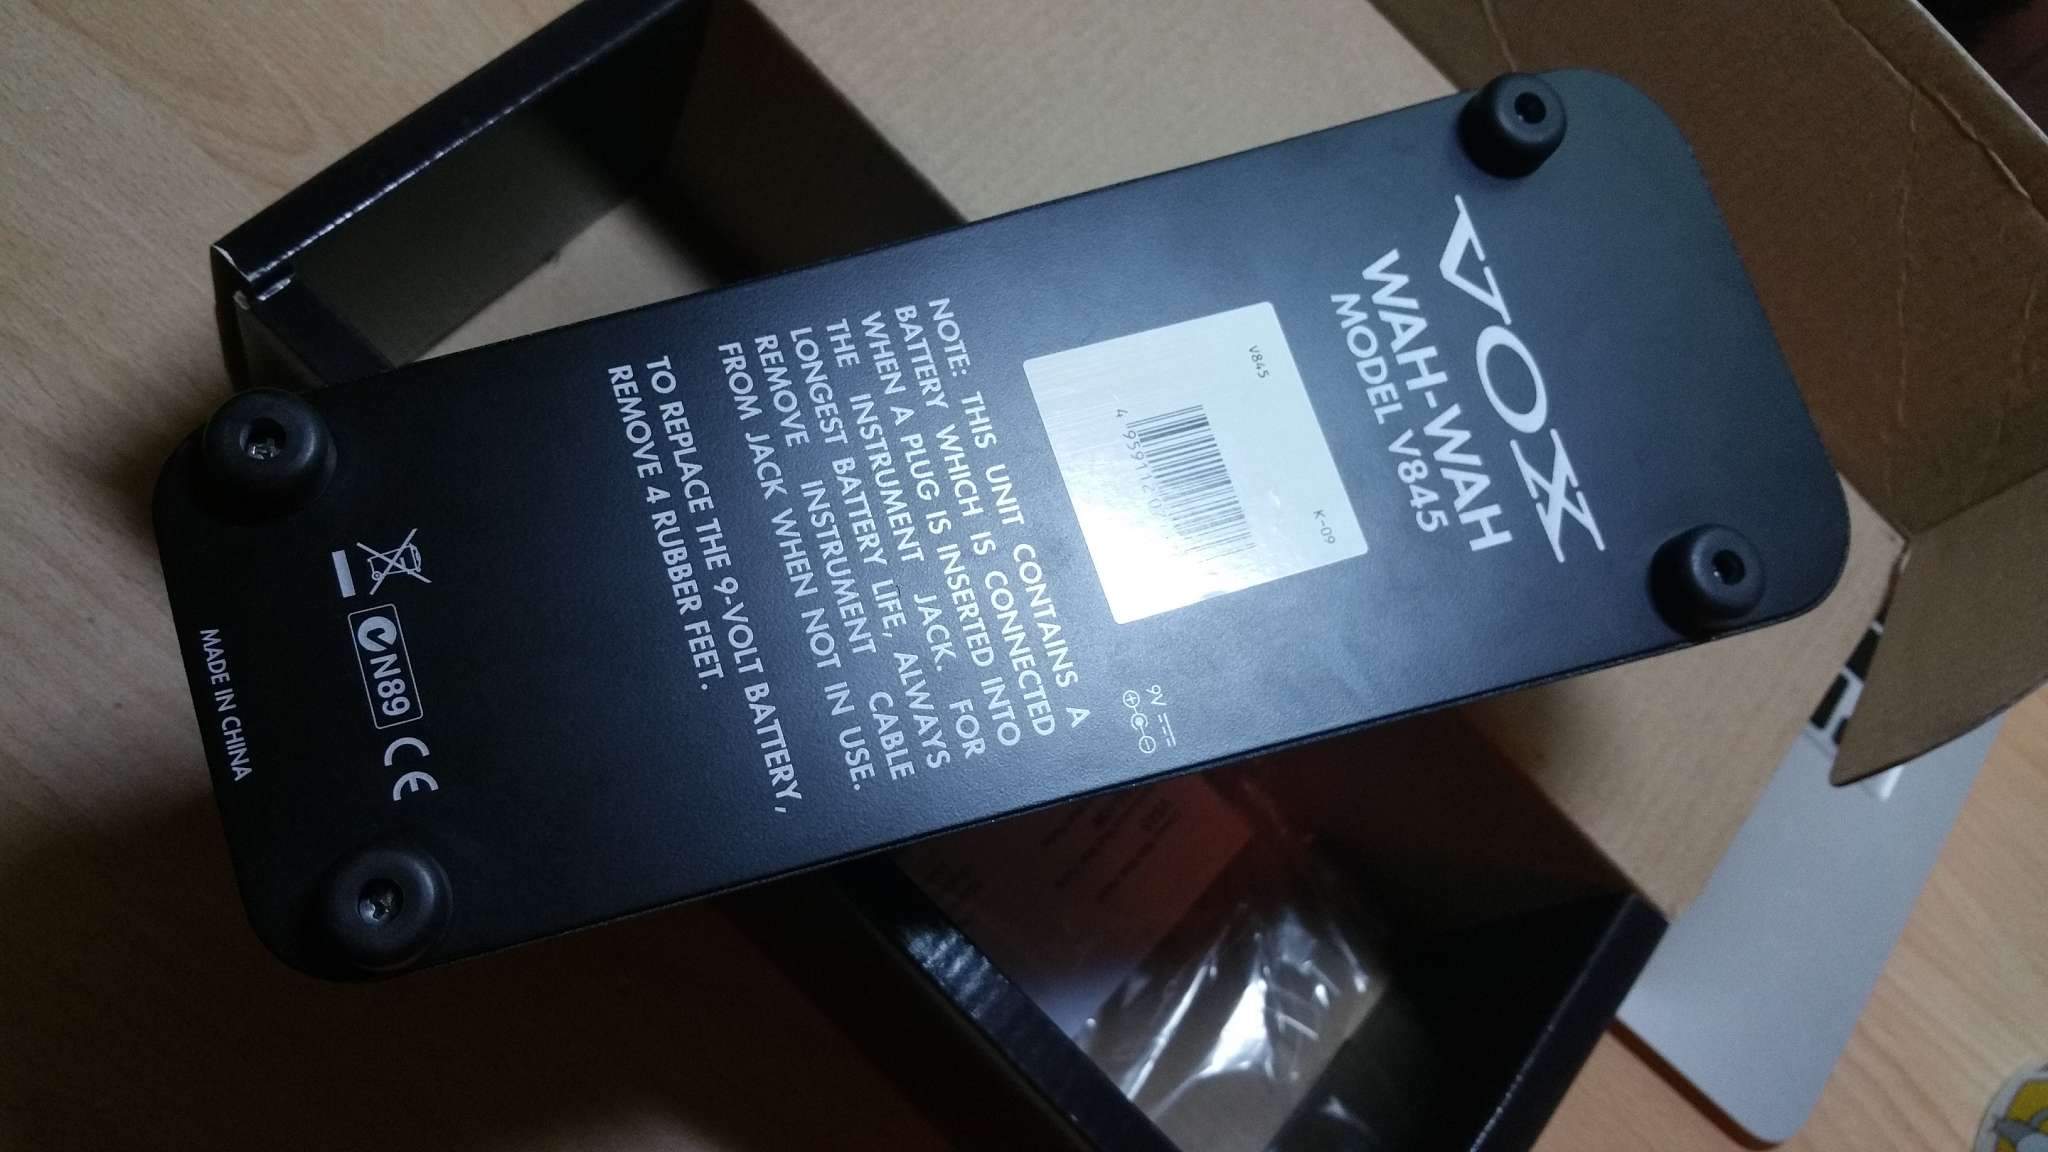 VOX
WAH-WAH
MODEL V845
V845
K-09
9V
NOTE: THIS UNIT CONTAINS A
BATTERY WHICH IS CONNECTED
WHEN A PLUG IS INSERTED INTO
THE INSTRUMENT JACK. FOR
LONGEST BATTERY LIFE, ALWAYS
REMOVE INSTRUMENT CABLE
FROM JACK WHEN NOT IN USE.
TO REPLACE THE 9-VOLT BATTERY,
REMOVE 4 RUBBER FEET.
N89 CE
MADE IN CHINA